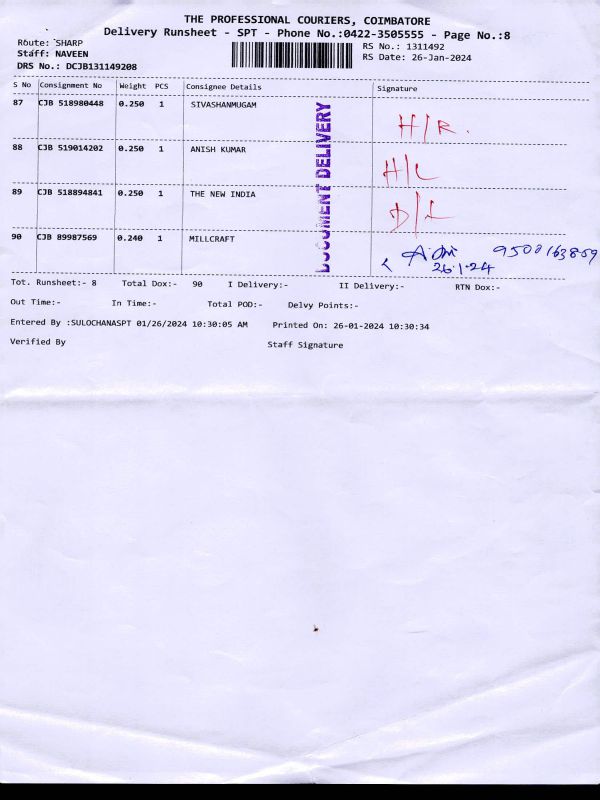 THE PROFESSIONAL COURIERS, COIMBATORE
Delivery Runsheet - SPT - Phone No.:0422-3505555 - Page No.:8
Route: SHARP
RS No.: 1311492
Staff: NAVEEN
RS Date: 26-Jan-2024
DRS No.: DCJB131149208
S No Consignment No Weight PCS Consignee Details Signature
87 CJB 518980448 0.250 1 SIVASHANMUGAM H/R.
88 CJB 519014202 0.250 1 ANISH KUMAR H/L
89 CJB 518894841 0.250 1 THE NEW INDIA D/L
90 CJB 89987569 0.240 1 MILLCRAFT 9500163859
26.1.24
DOCUMENT DELIVERY
Tot. Runsheet:- 8 Total Dox:- 90 I Delivery:- II Delivery:- RTN Dox:-
Out Time:- In Time:- Total POD:- Delvy Points:-
Entered By :SULOCHANASPT 01/26/2024 10:30:05 AM Printed On: 26-01-2024 10:30:34
Verified By Staff Signature